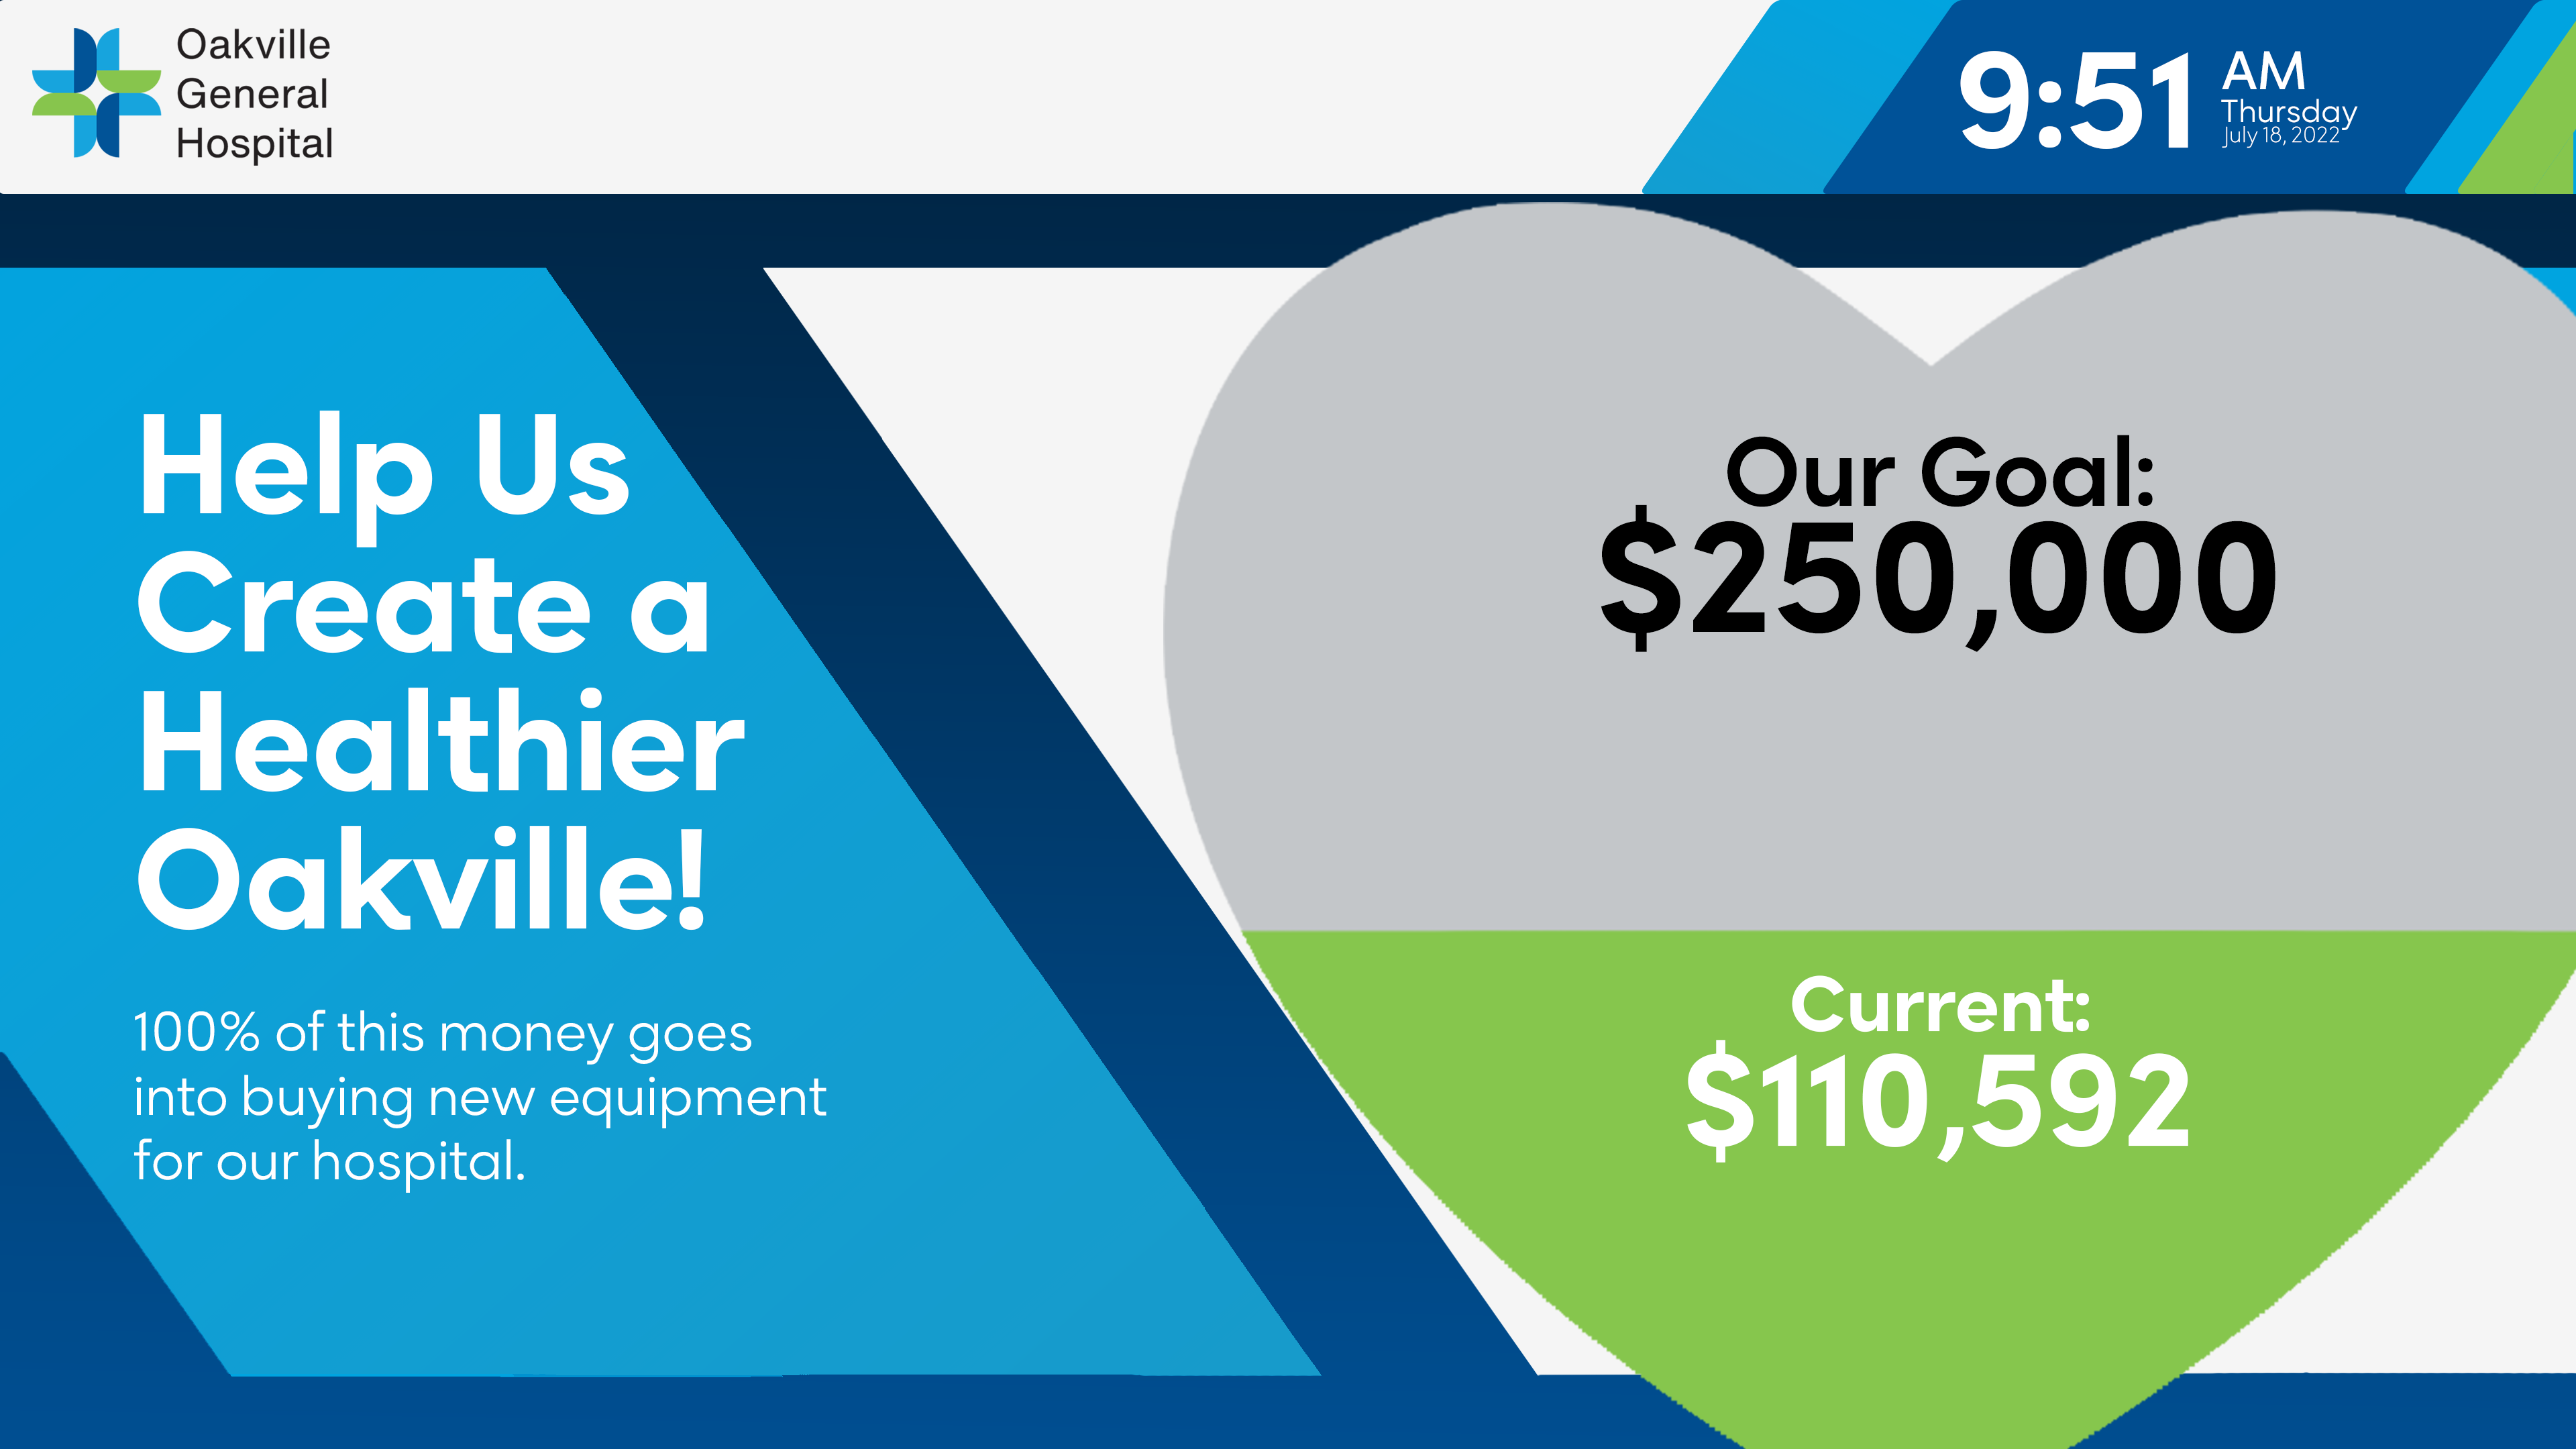 Oakville
General
Hospital
9:51 AM
Thursday
July 18, 2022
Help Us
Create a
Healthier
Oakville!
100% of this money goes
into buying new equipment
for our hospital.
Our Goal:
$250,000
Current:
$110,592